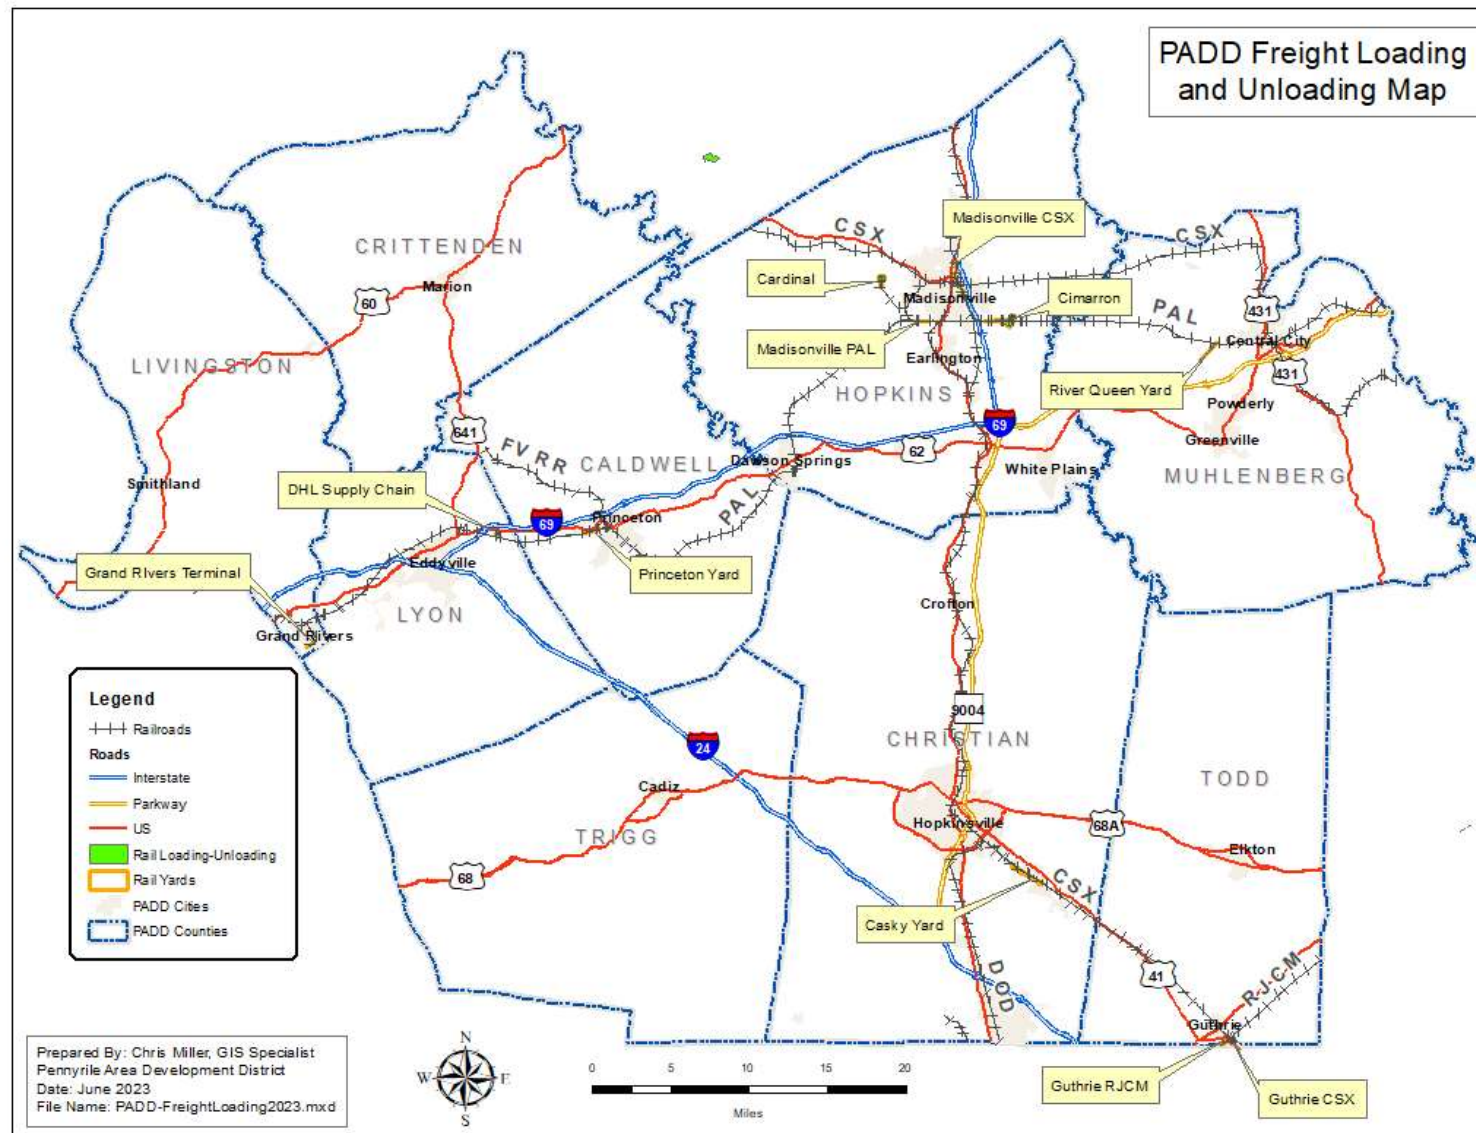 PADD Freight Loading
and Unloading Map
CSX
Madisonville CSX
CSX
CRITTENDEN
Cardinal
Marion
60
Madisonville
Cimarron
PAL
431
Madisonville PAL
Central City
Earlington
LIVINGSTON
HOPKINS
River Queen Yard
431
Powderly
641
69
Greenville
FVRR
CALDWELL
Dawson Springs
62
White Plains
MUHLENBERG
Smithland
DHL Supply Chain
PAL
69
Princeton
Eddyville
Grand RIvers Terminal
Princeton Yard
LYON
Crofton
Grand Rivers
9004
CHRISTIAN
24
TODD
Cadiz
TRIGG
Hopkinsville
68A
Elkton
68
CSX
Casky Yard
41
DOD
RJCM
Guthrie
Guthrie RJCM
Guthrie CSX
Legend
Railroads
Roads
Interstate
Parkway
US
Rail Loading-Unloading
Rail Yards
PADD Cities
PADD Counties
Prepared By: Chris Miller, GIS Specialist
Pennyrile Area Development District
Date: June 2023
File Name: PADD-FreightLoading2023.mxd
N
W E
S
0 5 10 20
Miles